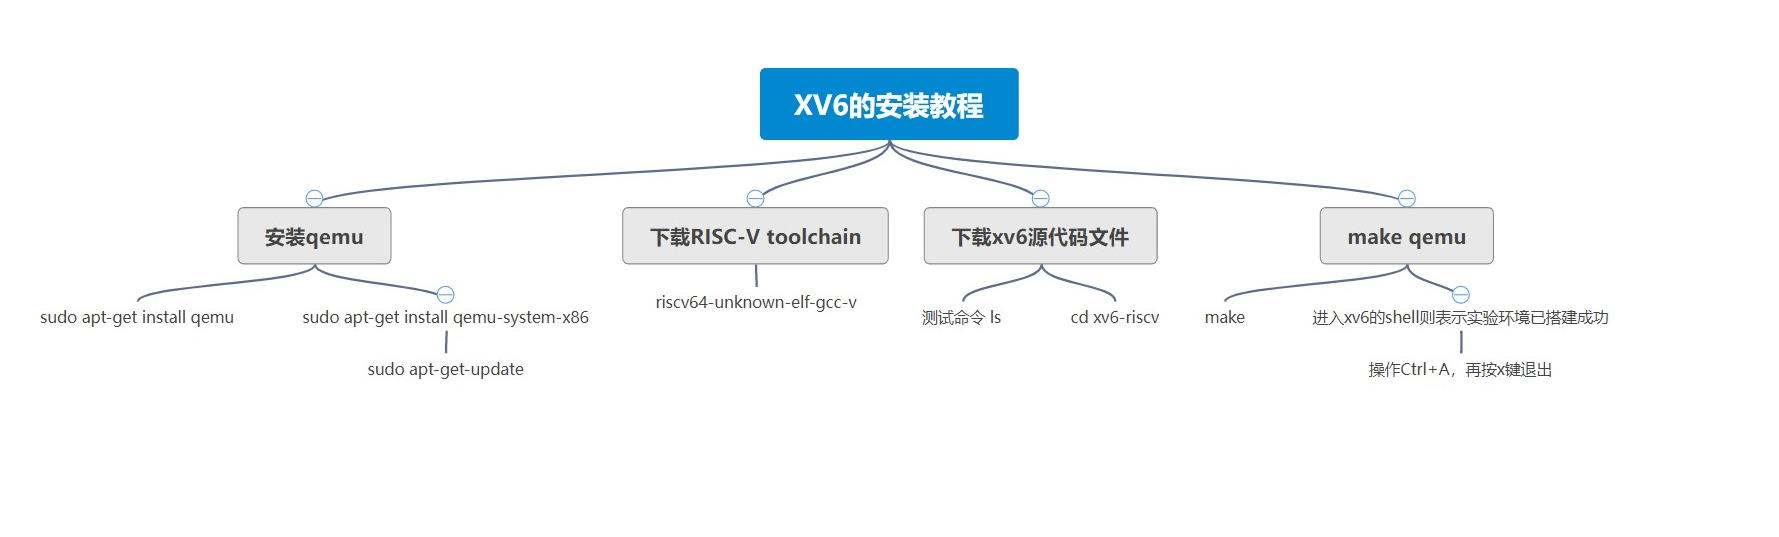 XV6的安装教程
安装qemu
下载RISC-V toolchain
下载xv6源代码文件
make qemu
sudo apt-get install qemu
sudo apt-get install qemu-system-x86
sudo apt-get-update
riscv64-unknown-elf-gcc-v
测试命令 ls
cd xv6-riscv
make
进入xv6的shell则表示实验环境已搭建成功
操作Ctrl+A，再按x键退出